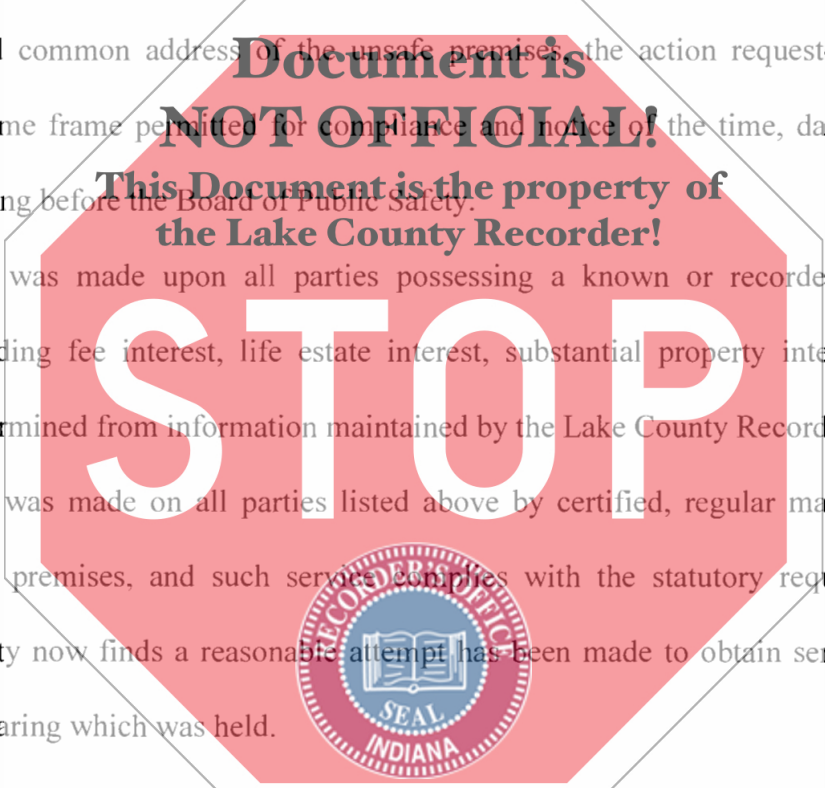 common address of the unsafe premises, the action request
Document is
me frame permitted for compliance and notice of the time, da
NOT OFFICIAL!
This Document is the property of
ng before the Board of Public Safety.
the Lake County Recorder!
was made upon all parties possessing a known or recorde
ding fee interest, life estate interest, substantial property inte
STOP
rmined from information maintained by the Lake County Record
was made on all parties listed above by certified, regular ma
premises, and such service complies with the statutory requ
ty now finds a reasonable attempt has been made to obtain ser
aring which was held.
RECORDER'S OFFICE
SEAL
INDIANA